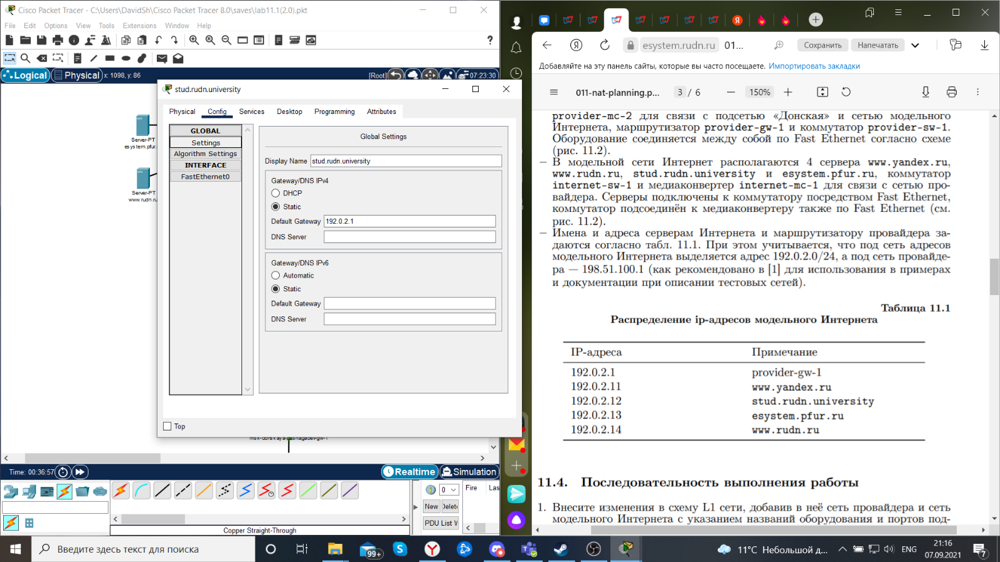 Cisco Packet Tracer - C:\Users\DavidSh\Cisco Packet Tracer 8.0\saves\lab11.1(2.0).pkt
File Edit Options View Tools Extensions Window Help
?
Logical Physical x: 1098, y: 86
[Root] 07:23:30
Server-PT
esystem.pfur.
Server-PT
www.rudn.ru
stud.rudn.university
Physical Config Services Desktop Programming Attributes
GLOBAL
Settings
Algorithm Settings
INTERFACE
FastEthernet0
Global Settings
Display Name stud.rudn.university
Gateway/DNS IPv4
DHCP
Static
Default Gateway 192.0.2.1
DNS Server
Gateway/DNS IPv6
Automatic
Static
Default Gateway
DNS Server
Top
Time: 00:36:57
Realtime Simulation
0 Fire Las
New Delete
PDU List W
Copper Straight-Through
esystem.rudn.ru 01...
Сохранить Напечатать
Добавляйте на эту панель сайты, которые вы часто посещаете. Импортировать закладки
011-nat-planning.p... 3 / 6 150%
provider-mc-2 для связи с подсетью «Донская» и сетью модельного
Интернета, маршрутизатор provider-gw-1 и коммутатор provider-sw-1.
Оборудование соединяется между собой по Fast Ethernet согласно схеме
(рис. 11.2).
– В модельной сети Интернет располагаются 4 сервера www.yandex.ru,
www.rudn.ru, stud.rudn.university и esystem.pfur.ru, коммутатор
internet-sw-1 и медиаконвертер internet-mc-1 для связи с сетью про-
вайдера. Серверы подключены к коммутатору посредством Fast Ethernet,
коммутатор подсоединён к медиаконвертеру также по Fast Ethernet (см.
рис. 11.2).
– Имена и адреса серверам Интернета и маршрутизатору провайдера за-
даются согласно табл. 11.1. При этом учитывается, что под сеть адресов
модельного Интернета выделяется адрес 192.0.2.0/24, а под сеть провайде-
ра — 198.51.100.1 (как рекомендовано в [1] для использования в примерах
и документации при описании тестовых сетей).
Таблица 11.1
Распределение ip-адресов модельного Интернета
IP-адреса Примечание
192.0.2.1 provider-gw-1
192.0.2.11 www.yandex.ru
192.0.2.12 stud.rudn.university
192.0.2.13 esystem.pfur.ru
192.0.2.14 www.rudn.ru
11.4. Последовательность выполнения работы
1. Внесите изменения в схему L1 сети, добавив в неё сеть провайдера и сеть
модельного Интернета с указанием названий оборудования и портов под-
Введите здесь текст для поиска
99+
11°C Небольшой д... ENG
21:16
07.09.2021
7